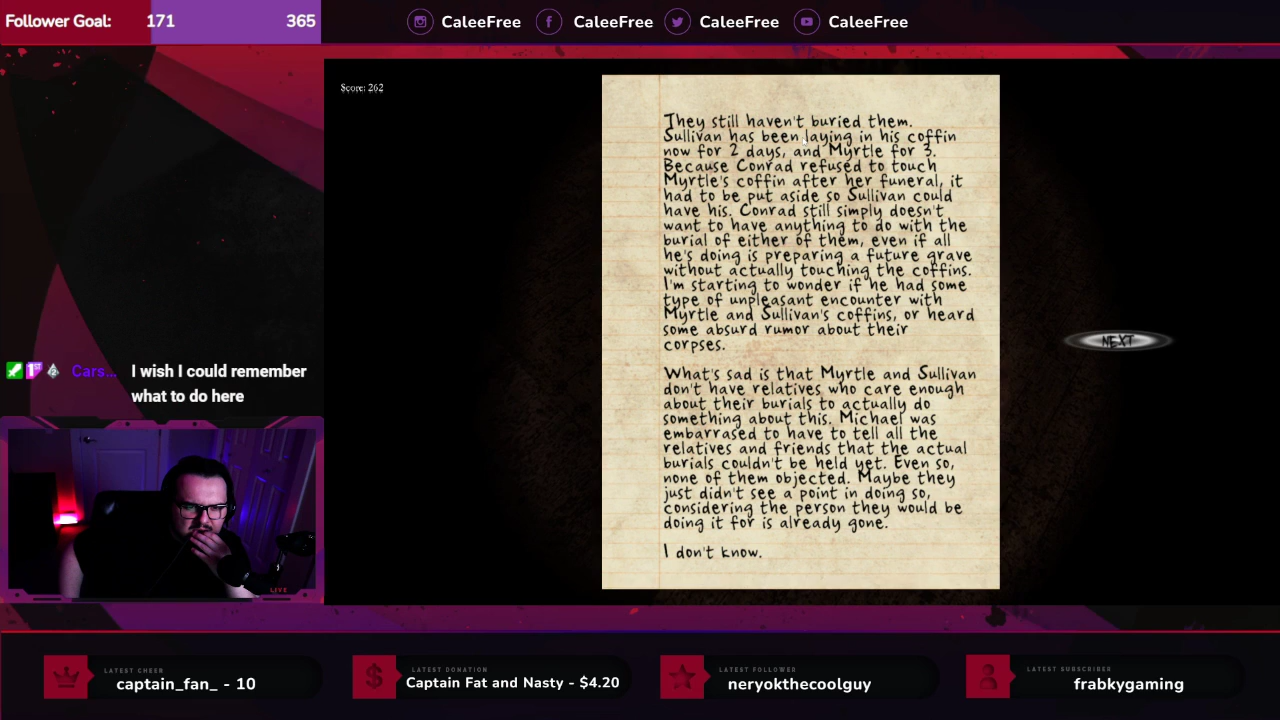 Follower Goal: 171 365
CaleeFree CaleeFree CaleeFree CaleeFree
Score: 262
They still haven't buried them.
Sullivan has been laying in his coffin
now for 2 days, and Myrtle for 3.
Because Conrad refused to touch
Myrtle's coffin after her funeral, it
had to be put aside so Sullivan could
have his. Conrad still simply doesn't
want to have anything to do with the
burial of either of them, even if all
he's doing is preparing a future grave
without actually touching the coffins.
I'm starting to wonder if he had some
type of unpleasant encounter with
Myrtle and Sullivan's coffins, or heard
some absurd rumor about their
corpses.
What's sad is that Myrtle and Sullivan
don't have relatives who care enough
about their burials to actually do
something about this. Michael was
embarrased to have to tell all the
relatives and friends that the actual
burials couldn't be held yet. Even so,
none of them objected. Maybe they
just didn't see a point in doing so,
considering the person they would be
doing it for is already gone.
I don't know.
NEXT
Cars... I wish I could remember
what to do here
LIVE
LATEST CHEER
captain_fan_ - 10
LATEST DONATION
Captain Fat and Nasty - $4.20
LATEST FOLLOWER
neryokthecoolguy
LATEST SUBSCRIBER
frabkygaming